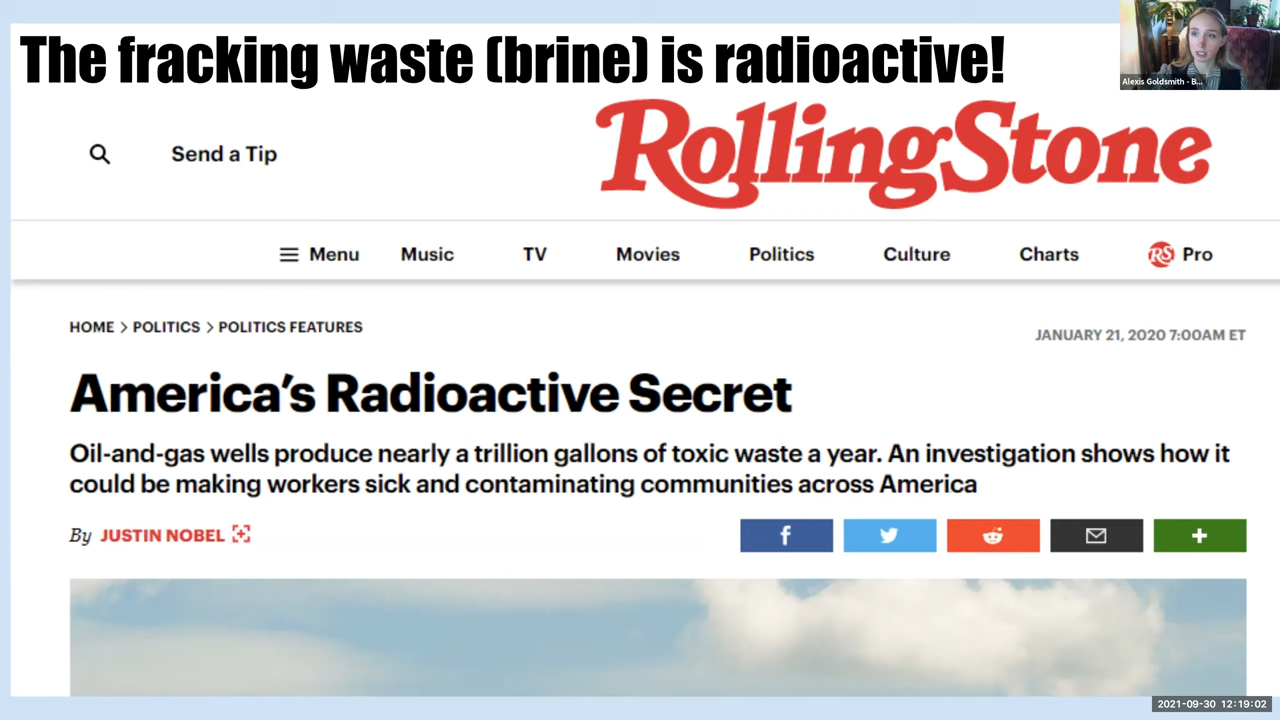 The fracking waste (brine) is radioactive!
Alexis Goldsmith - B...
Send a Tip
RollingStone
Menu Music TV Movies Politics Culture Charts RS Pro
HOME > POLITICS > POLITICS FEATURES
JANUARY 21, 2020 7:00AM ET
America's Radioactive Secret
Oil-and-gas wells produce nearly a trillion gallons of toxic waste a year. An investigation shows how it
could be making workers sick and contaminating communities across America
By JUSTIN NOBEL
2021-09-30 12:19:02